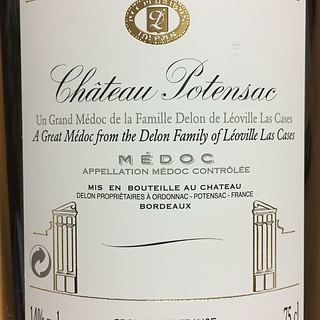 L
Château Potensac
Un Grand Médoc de la Famille Delon de Léoville Las Cases
A Great Médoc from the Delon Family of Léoville Las Cases
MÉDOC
APPELLATION MÉDOC CONTRÔLÉE
MIS EN BOUTEILLE AU CHATEAU
DELON PROPRIÉTAIRES À ORDONNAC - POTENSAC - FRANCE
BORDEAUX
75 cl